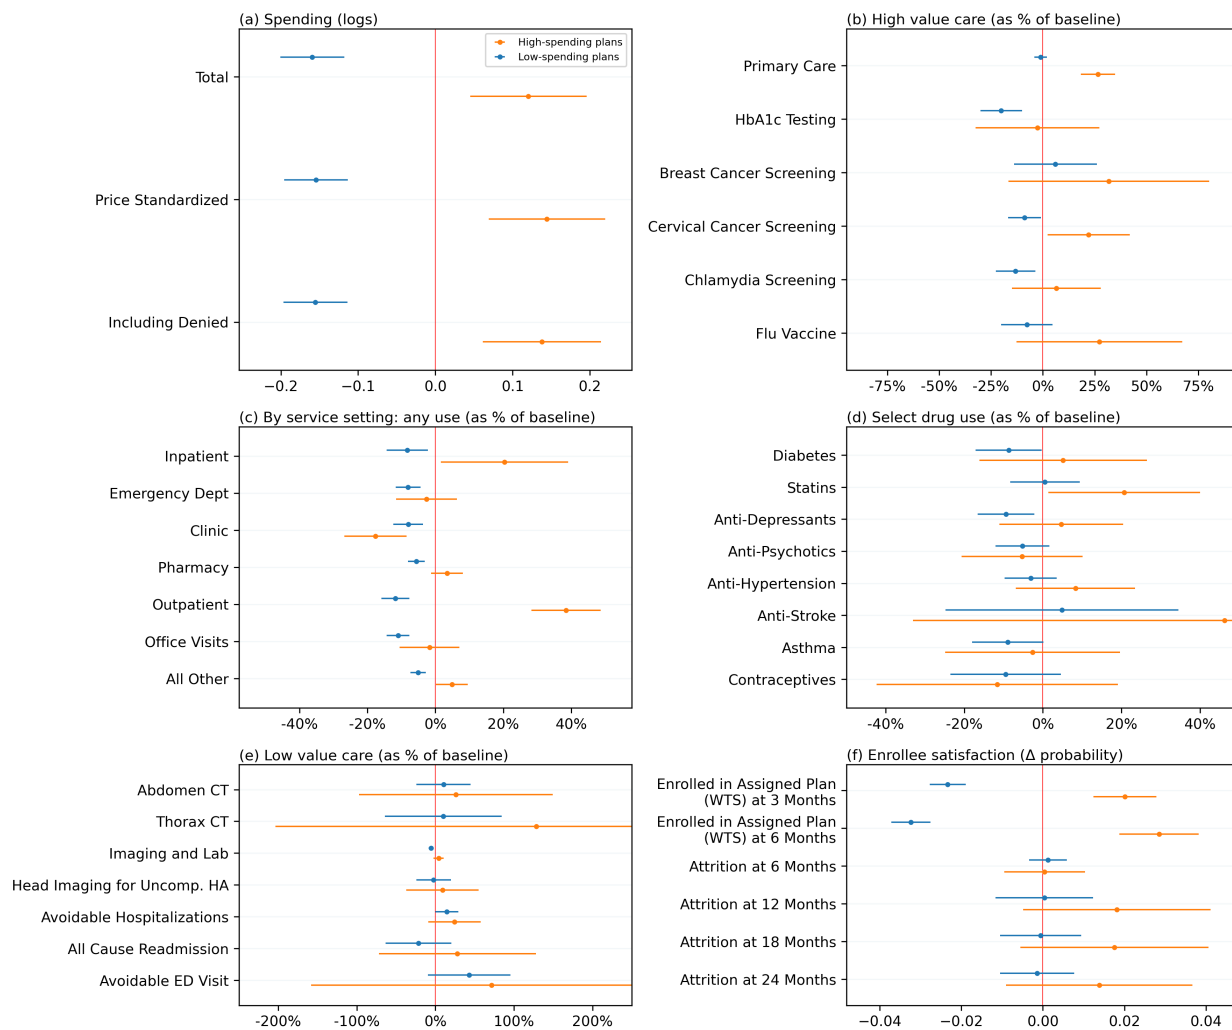 (a) Spending (logs)
High-spending plans
Low-spending plans
Total
Price Standardized
Including Denied
−0.2 −0.1 0.0 0.1 0.2
(b) High value care (as % of baseline)
Primary Care
HbA1c Testing
Breast Cancer Screening
Cervical Cancer Screening
Chlamydia Screening
Flu Vaccine
-75% -50% -25% 0% 25% 50% 75%
(c) By service setting: any use (as % of baseline)
Inpatient
Emergency Dept
Clinic
Pharmacy
Outpatient
Office Visits
All Other
-40% -20% 0% 20% 40%
(d) Select drug use (as % of baseline)
Diabetes
Statins
Anti-Depressants
Anti-Psychotics
Anti-Hypertension
Anti-Stroke
Asthma
Contraceptives
-40% -20% 0% 20% 40%
(e) Low value care (as % of baseline)
Abdomen CT
Thorax CT
Imaging and Lab
Head Imaging for Uncomp. HA
Avoidable Hospitalizations
All Cause Readmission
Avoidable ED Visit
-200% -100% 0% 100% 200%
(f) Enrollee satisfaction (Δ probability)
Enrolled in Assigned Plan
(WTS) at 3 Months
Enrolled in Assigned Plan
(WTS) at 6 Months
Attrition at 6 Months
Attrition at 12 Months
Attrition at 18 Months
Attrition at 24 Months
−0.04 −0.02 0.00 0.02 0.04